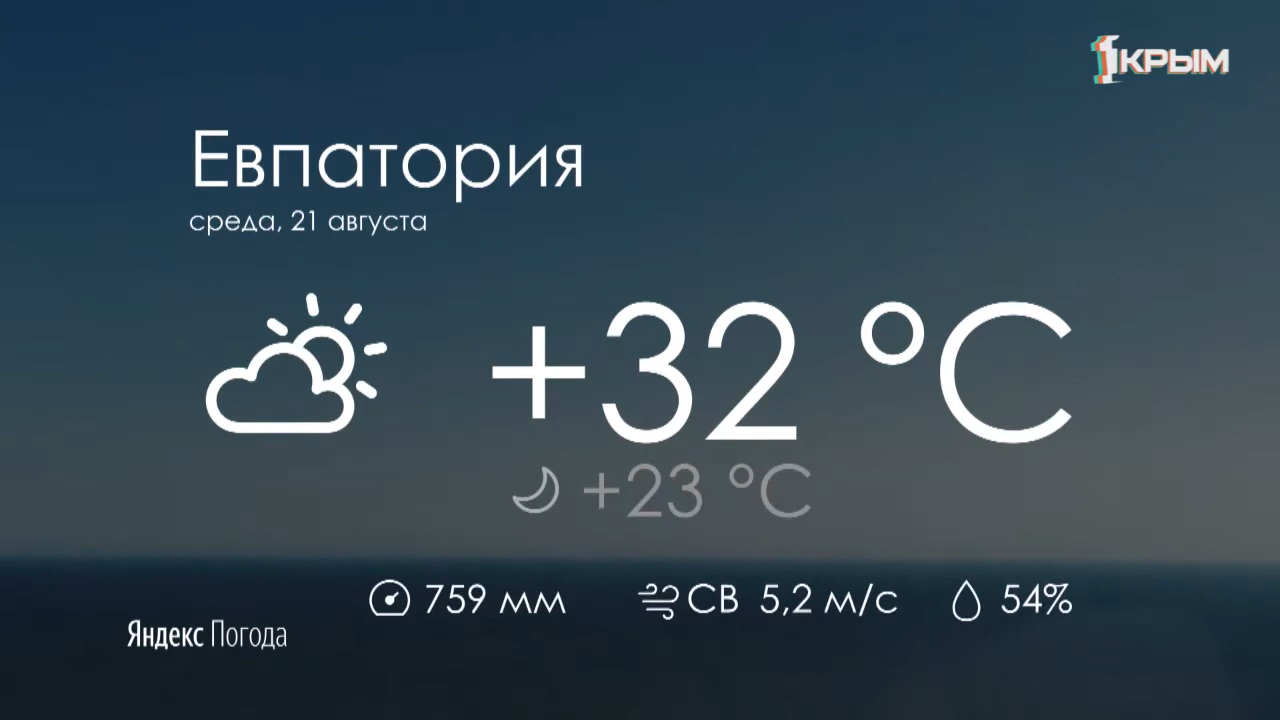 1КРЫМ
Евпатория
среда, 21 августа
+32 °C
+23 °C
759 мм
СВ 5,2 м/с
54%
Яндекс Погода